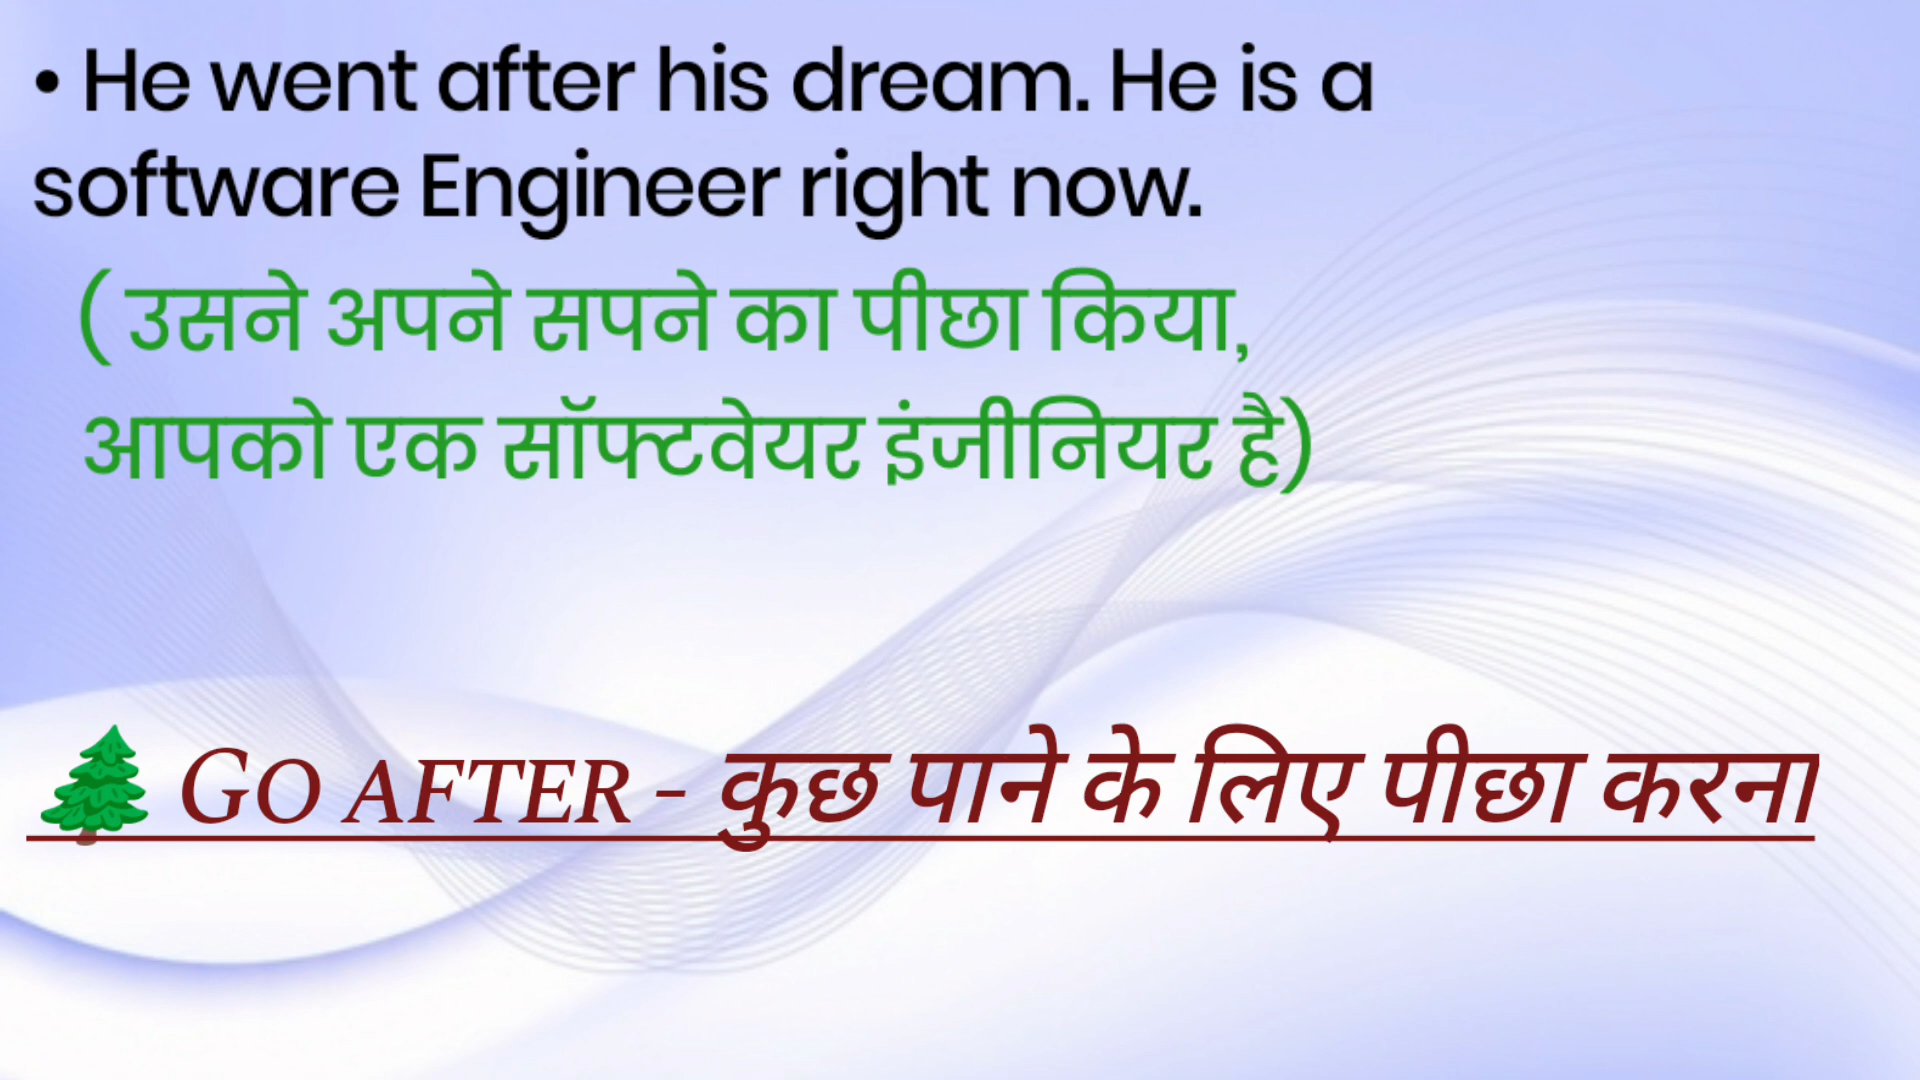 • He went after his dream. He is a
software Engineer right now.
( उसने अपने सपने का पीछा किया,
आपको एक सॉफ्टवेयर इंजीनियर है)
🌲 GO AFTER - कुछ पाने के लिए पीछा करना